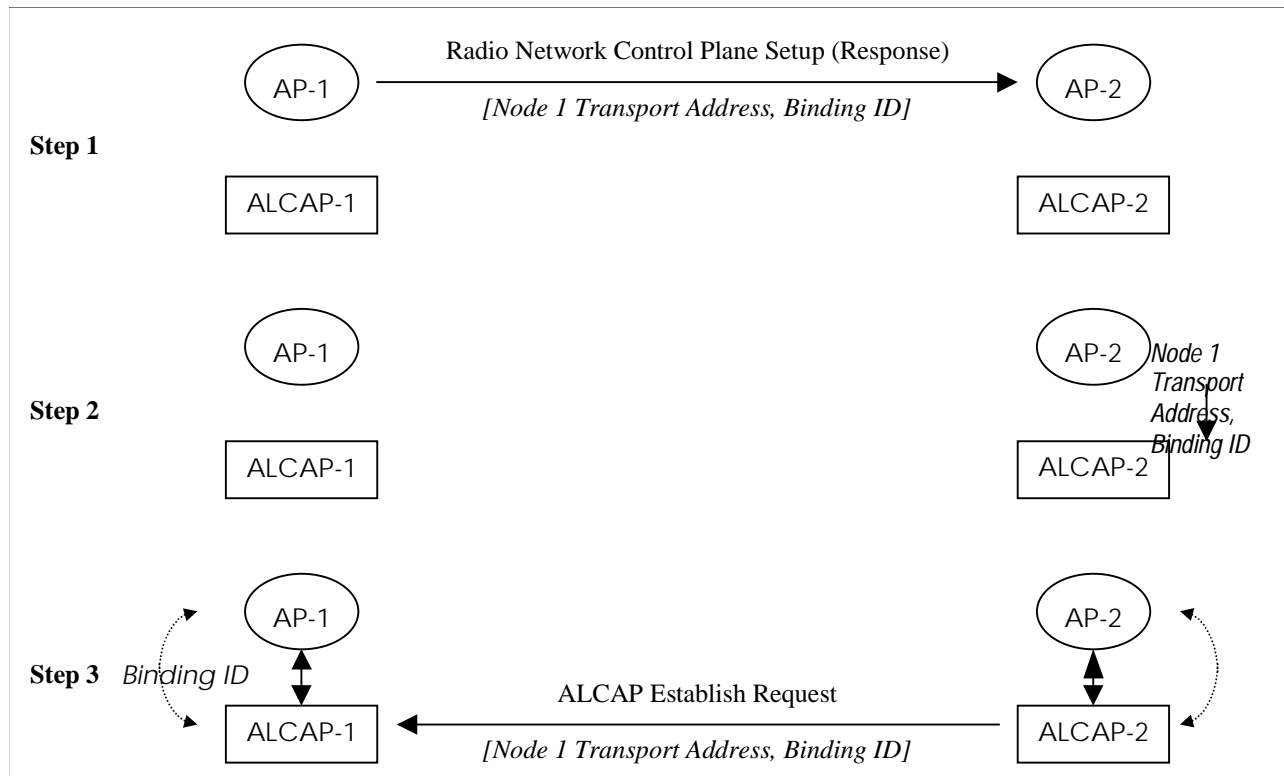 Radio Network Control Plane Setup (Response)
AP-1
AP-2
[Node 1 Transport Address, Binding ID]
Step 1
ALCAP-1
ALCAP-2
AP-1
AP-2
Node 1
Transport
Address,
Binding ID
Step 2
ALCAP-1
ALCAP-2
AP-1
AP-2
Step 3
Binding ID
ALCAP Establish Request
ALCAP-1
ALCAP-2
[Node 1 Transport Address, Binding ID]